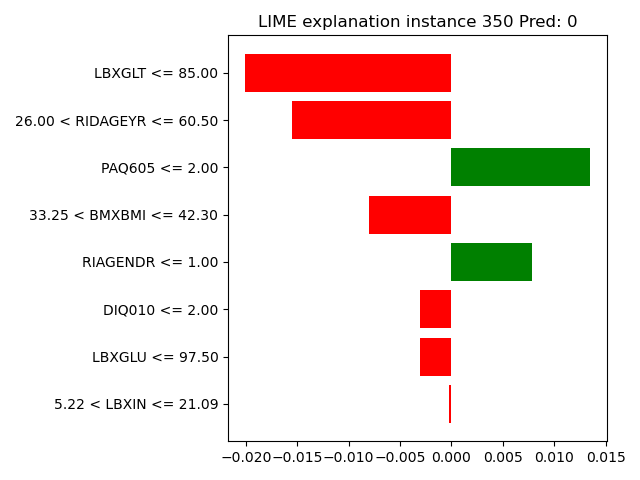 LIME explanation instance 350 Pred: 0
LBXGLT <= 85.00
26.00 < RIDAGEYR <= 60.50
PAQ605 <= 2.00
33.25 < BMXBMI <= 42.30
RIAGENDR <= 1.00
DIQ010 <= 2.00
LBXGLU <= 97.50
5.22 < LBXIN <= 21.09
−0.020 −0.015 −0.010 −0.005 0.000 0.005 0.010 0.015